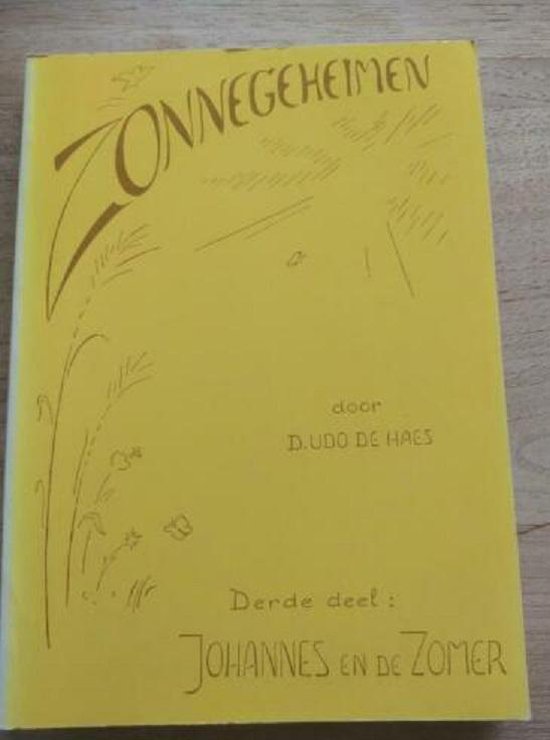 ZONNEGEHEIMEN
door
D. UDO DE HAES
Derde deel:
JOHANNES EN DE ZOMER